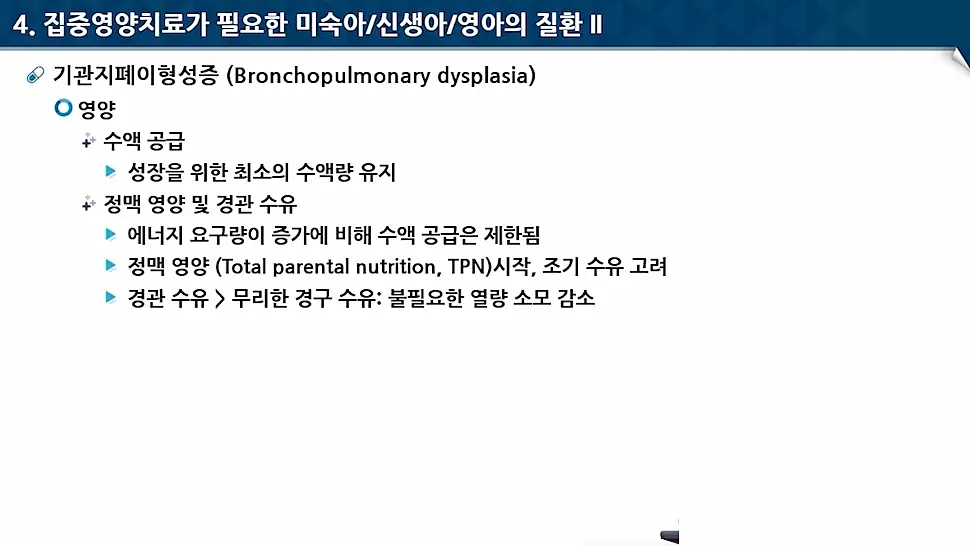 4. 집중영양치료가 필요한 미숙아/신생아/영아의 질환 II
기관지폐이형성증 (Bronchopulmonary dysplasia)
영양
수액 공급
성장을 위한 최소의 수액량 유지
정맥 영양 및 경관 수유
에너지 요구량이 증가에 비해 수액 공급은 제한됨
정맥 영양 (Total parental nutrition, TPN)시작, 조기 수유 고려
경관 수유 > 무리한 경구 수유: 불필요한 열량 소모 감소